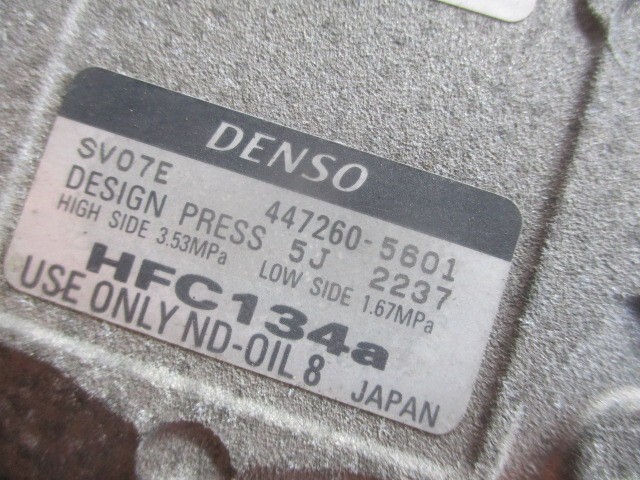 DENSO
SV07E 447260-5601
DESIGN PRESS 5J 2237
HIGH SIDE 3.53MPa LOW SIDE 1.67MPa
HFC134a
USE ONLY ND-OIL 8 JAPAN